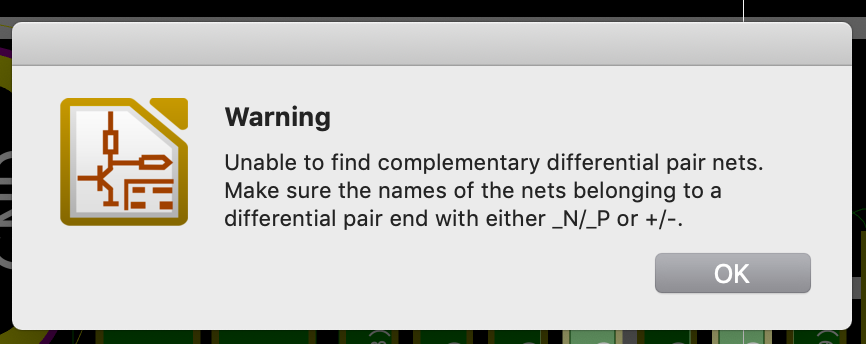 Warning
Unable to find complementary differential pair nets.
Make sure the names of the nets belonging to a
differential pair end with either _N/_P or +/-.
OK